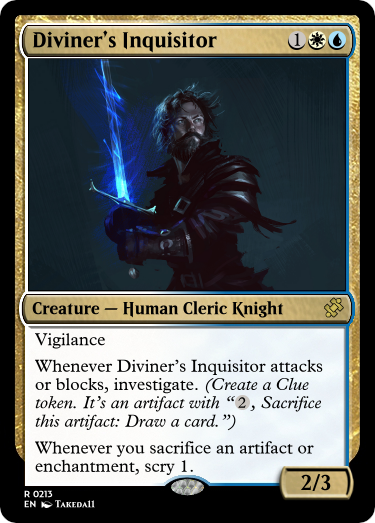 Diviner's Inquisitor 1
Creature — Human Cleric Knight
Vigilance
Whenever Diviner's Inquisitor attacks
or blocks, investigate. (Create a Clue
token. It's an artifact with “2, Sacrifice
this artifact: Draw a card.”)
Whenever you sacrifice an artifact or
enchantment, scry 1.
2/3
R 0213
EN Takeda11